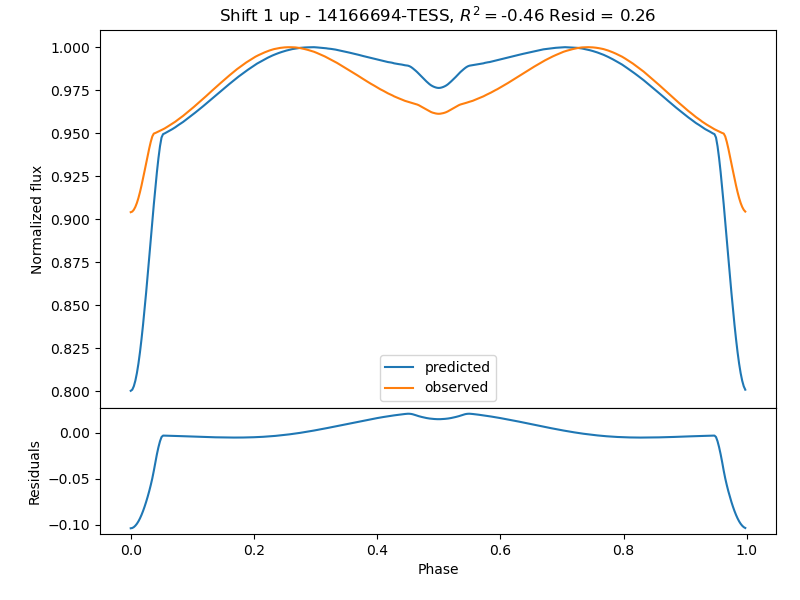 Shift 1 up - 14166694-TESS, R² = -0.46 Resid = 0.26
1.000
0.975
0.950
0.925
0.900
0.875
0.850
0.825
0.800
Normalized flux
predicted
observed
0.00
−0.05
−0.10
Residuals
0.0 0.2 0.4 0.6 0.8 1.0
Phase